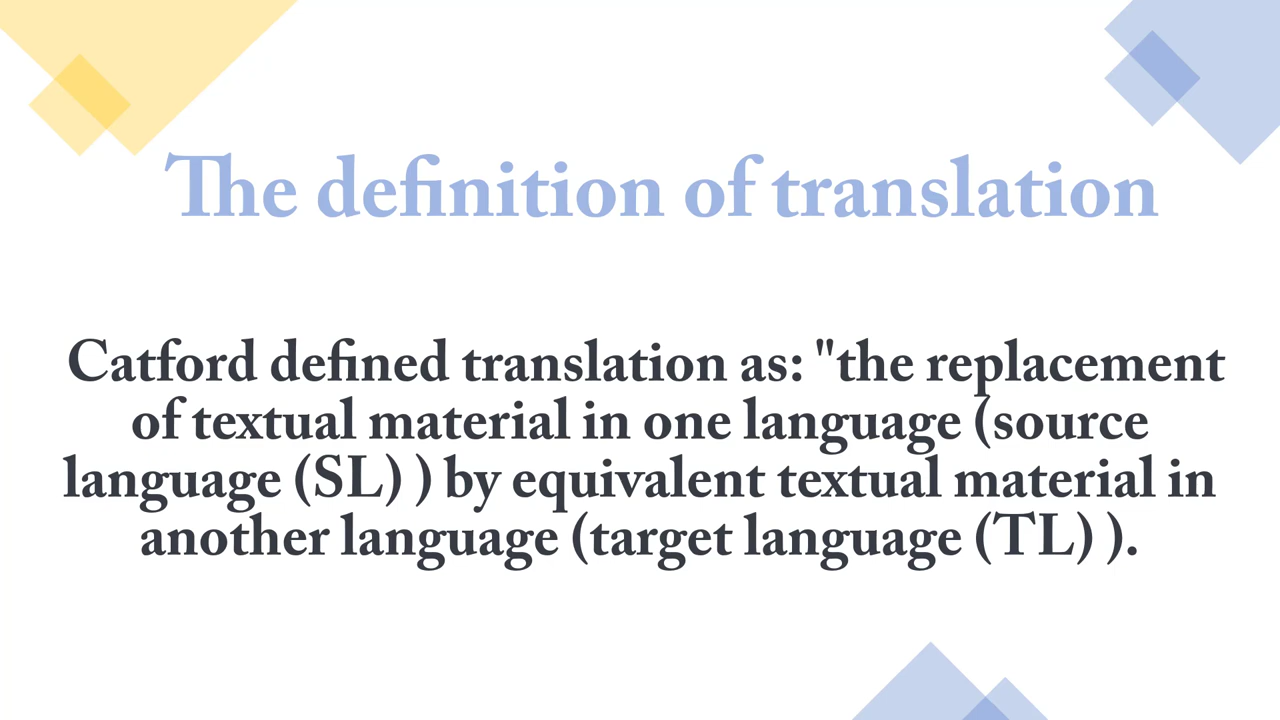 The definition of translation
Catford defined translation as: "the replacement
of textual material in one language (source
language (SL) ) by equivalent textual material in
another language (target language (TL) ).